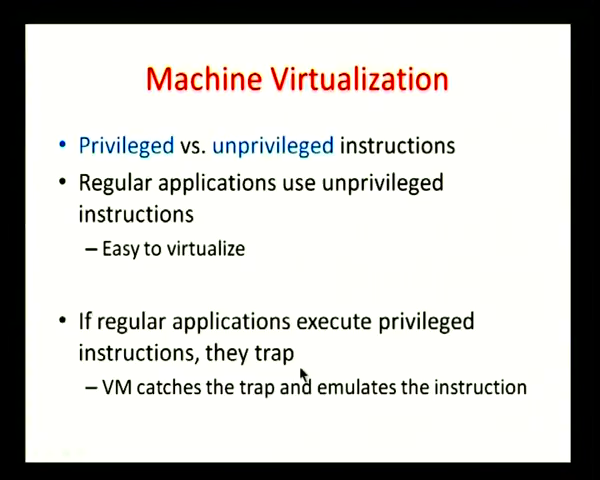 Machine Virtualization
• Privileged vs. unprivileged instructions
• Regular applications use unprivileged
instructions
– Easy to virtualize
• If regular applications execute privileged
instructions, they trap
– VM catches the trap and emulates the instruction